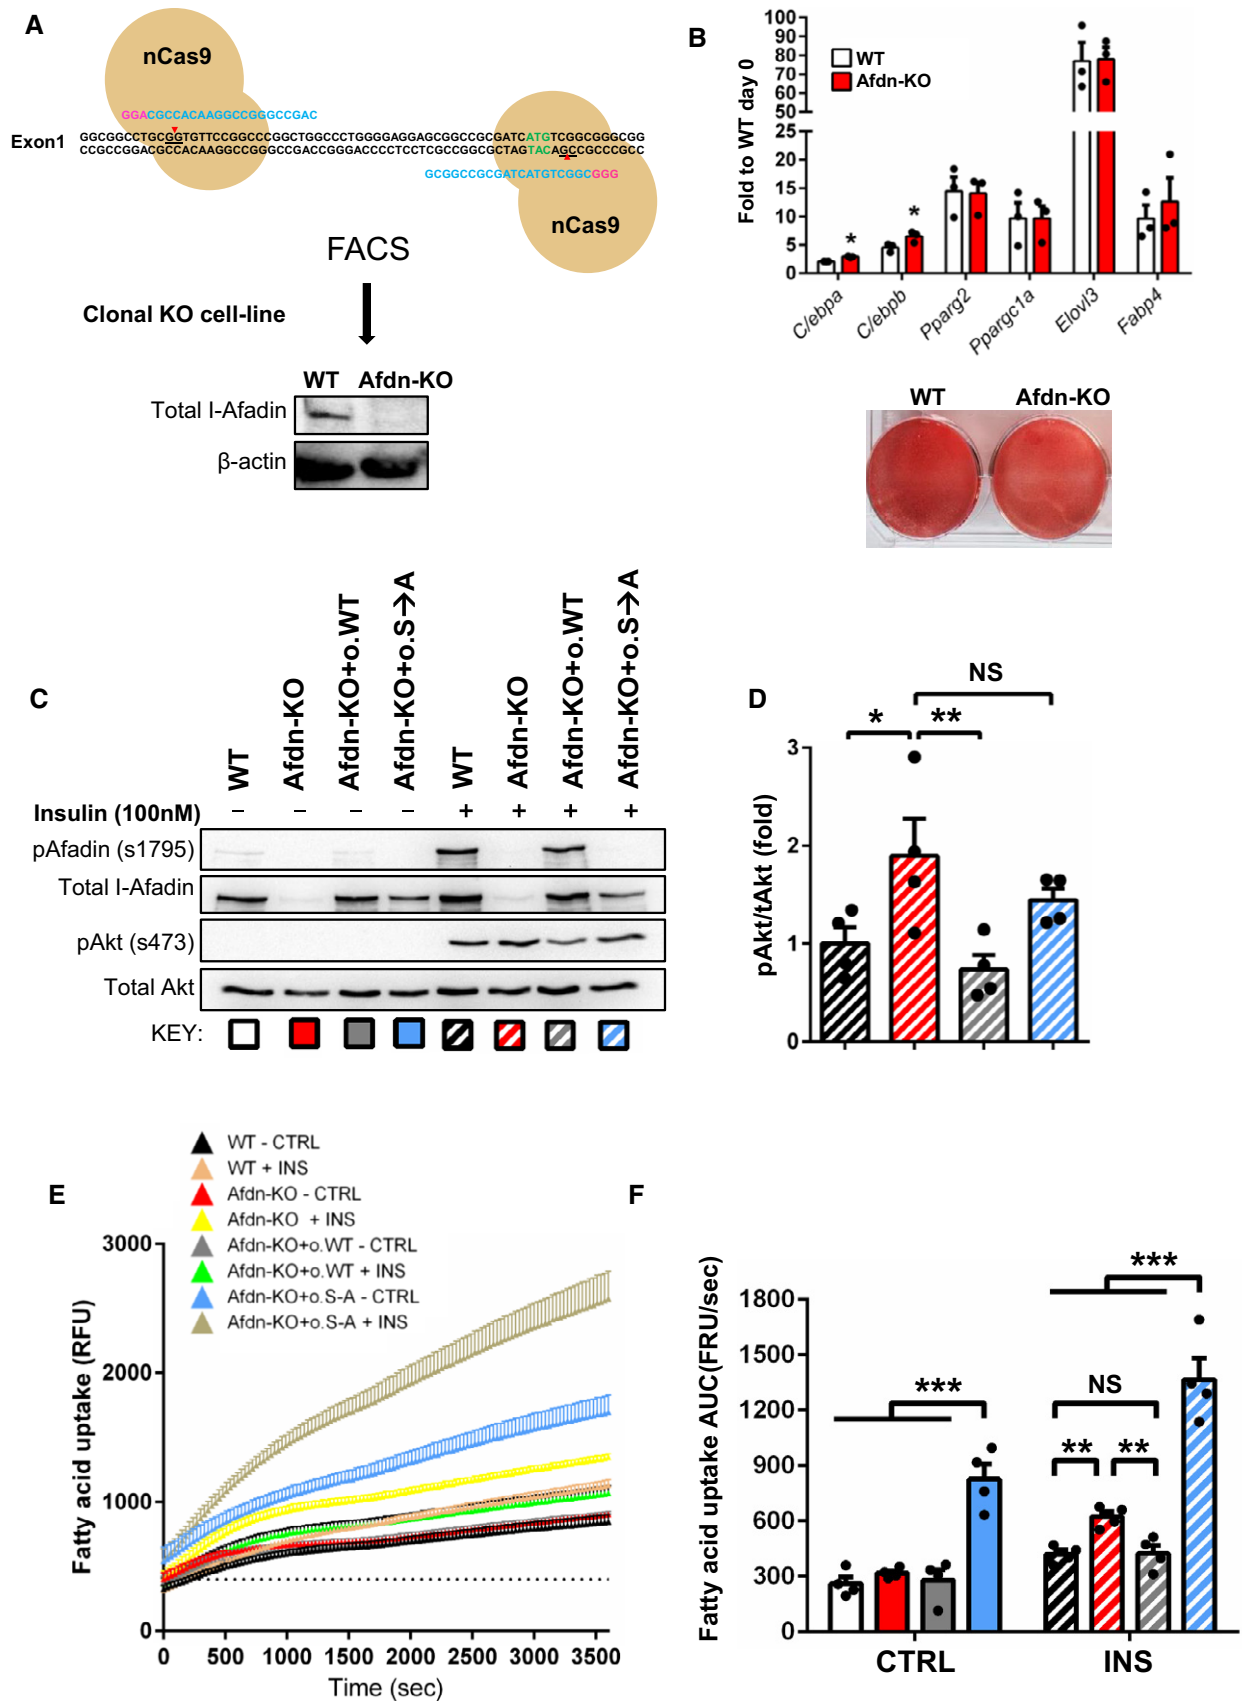 A
nCas9
GGACGCCACAAGGCCGGGCCGAC
Exon1
GGCGGCCTGCGGTGTTCCGGCCCGGCTGGCCCTGGGGAGGAGCGGCCGCGATCATGTCGGCGGGCGG
CCGCCGGACGCCACAAGGCCGGGCCGACCGGGACCCCTCCTCGCCGGCGCTAGTACAGCCGCCCGCC
GCGGCCGCGATCATGTCGGCGGG
nCas9
FACS
Clonal KO cell-line
WT Afdn-KO
Total l-Afadin
β-actin
B
Fold to WT day 0
100
90
80
70
60
50
25
20
15
10
5
0
WT
Afdn-KO
*
*
C/ebpa
C/ebpb
Pparg2
Ppargc1a
Elovl3
Fabp4
WT Afdn-KO
C
WT
Afdn-KO
Afdn-KO+o.WT
Afdn-KO+o.S→A
WT
Afdn-KO
Afdn-KO+o.WT
Afdn-KO+o.S→A
Insulin (100nM) – – – – + + + +
pAfadin (s1795)
Total l-Afadin
pAkt (s473)
Total Akt
KEY:
D
pAkt/tAkt (fold)
3
2
1
0
NS
* **
E
WT - CTRL
WT + INS
Afdn-KO - CTRL
Afdn-KO + INS
Afdn-KO+o.WT - CTRL
Afdn-KO+o.WT + INS
Afdn-KO+o.S-A - CTRL
Afdn-KO+o.S-A + INS
Fatty acid uptake (RFU)
3000
2000
1000
0
0 500 1000 1500 2000 2500 3000 3500
Time (sec)
F
Fatty acid uptake AUC(FRU/sec)
1800
1500
1200
900
600
300
0
***
***
NS
** **
CTRL INS